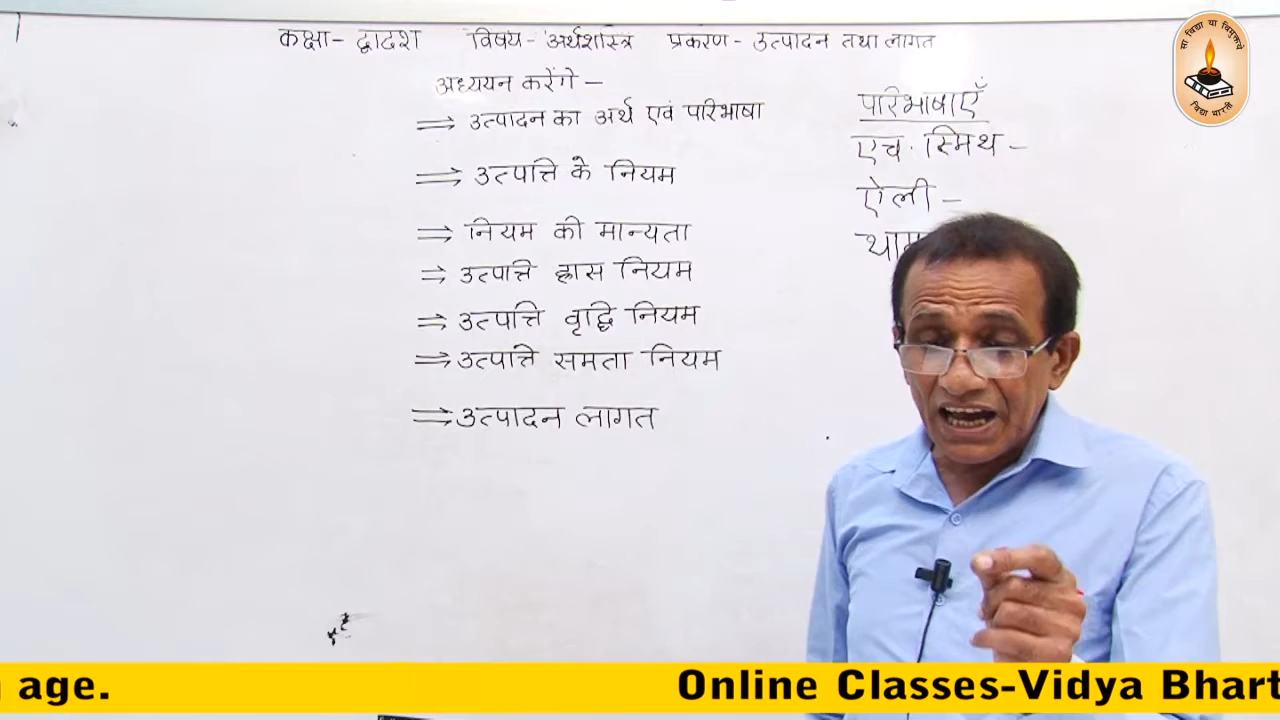 कक्षा- द्वादश विषय- अर्थशास्त्र प्रकरण- उत्पादन तथा लागत
अध्ययन करेंगे -
⇒ उत्पादन का अर्थ एवं परिभाषा
⇒ उत्पत्ति के नियम
⇒ नियम की मान्यता
⇒ उत्पत्ति ह्रास नियम
⇒ उत्पत्ति वृद्धि नियम
⇒ उत्पत्ति समता नियम
⇒ उत्पादन लागत
परिभाषाएँ
एच. स्मिथ -
ऐली -
सा विद्या या विमुक्तये
विद्या भारती
age.
Online Classes-Vidya Bhart